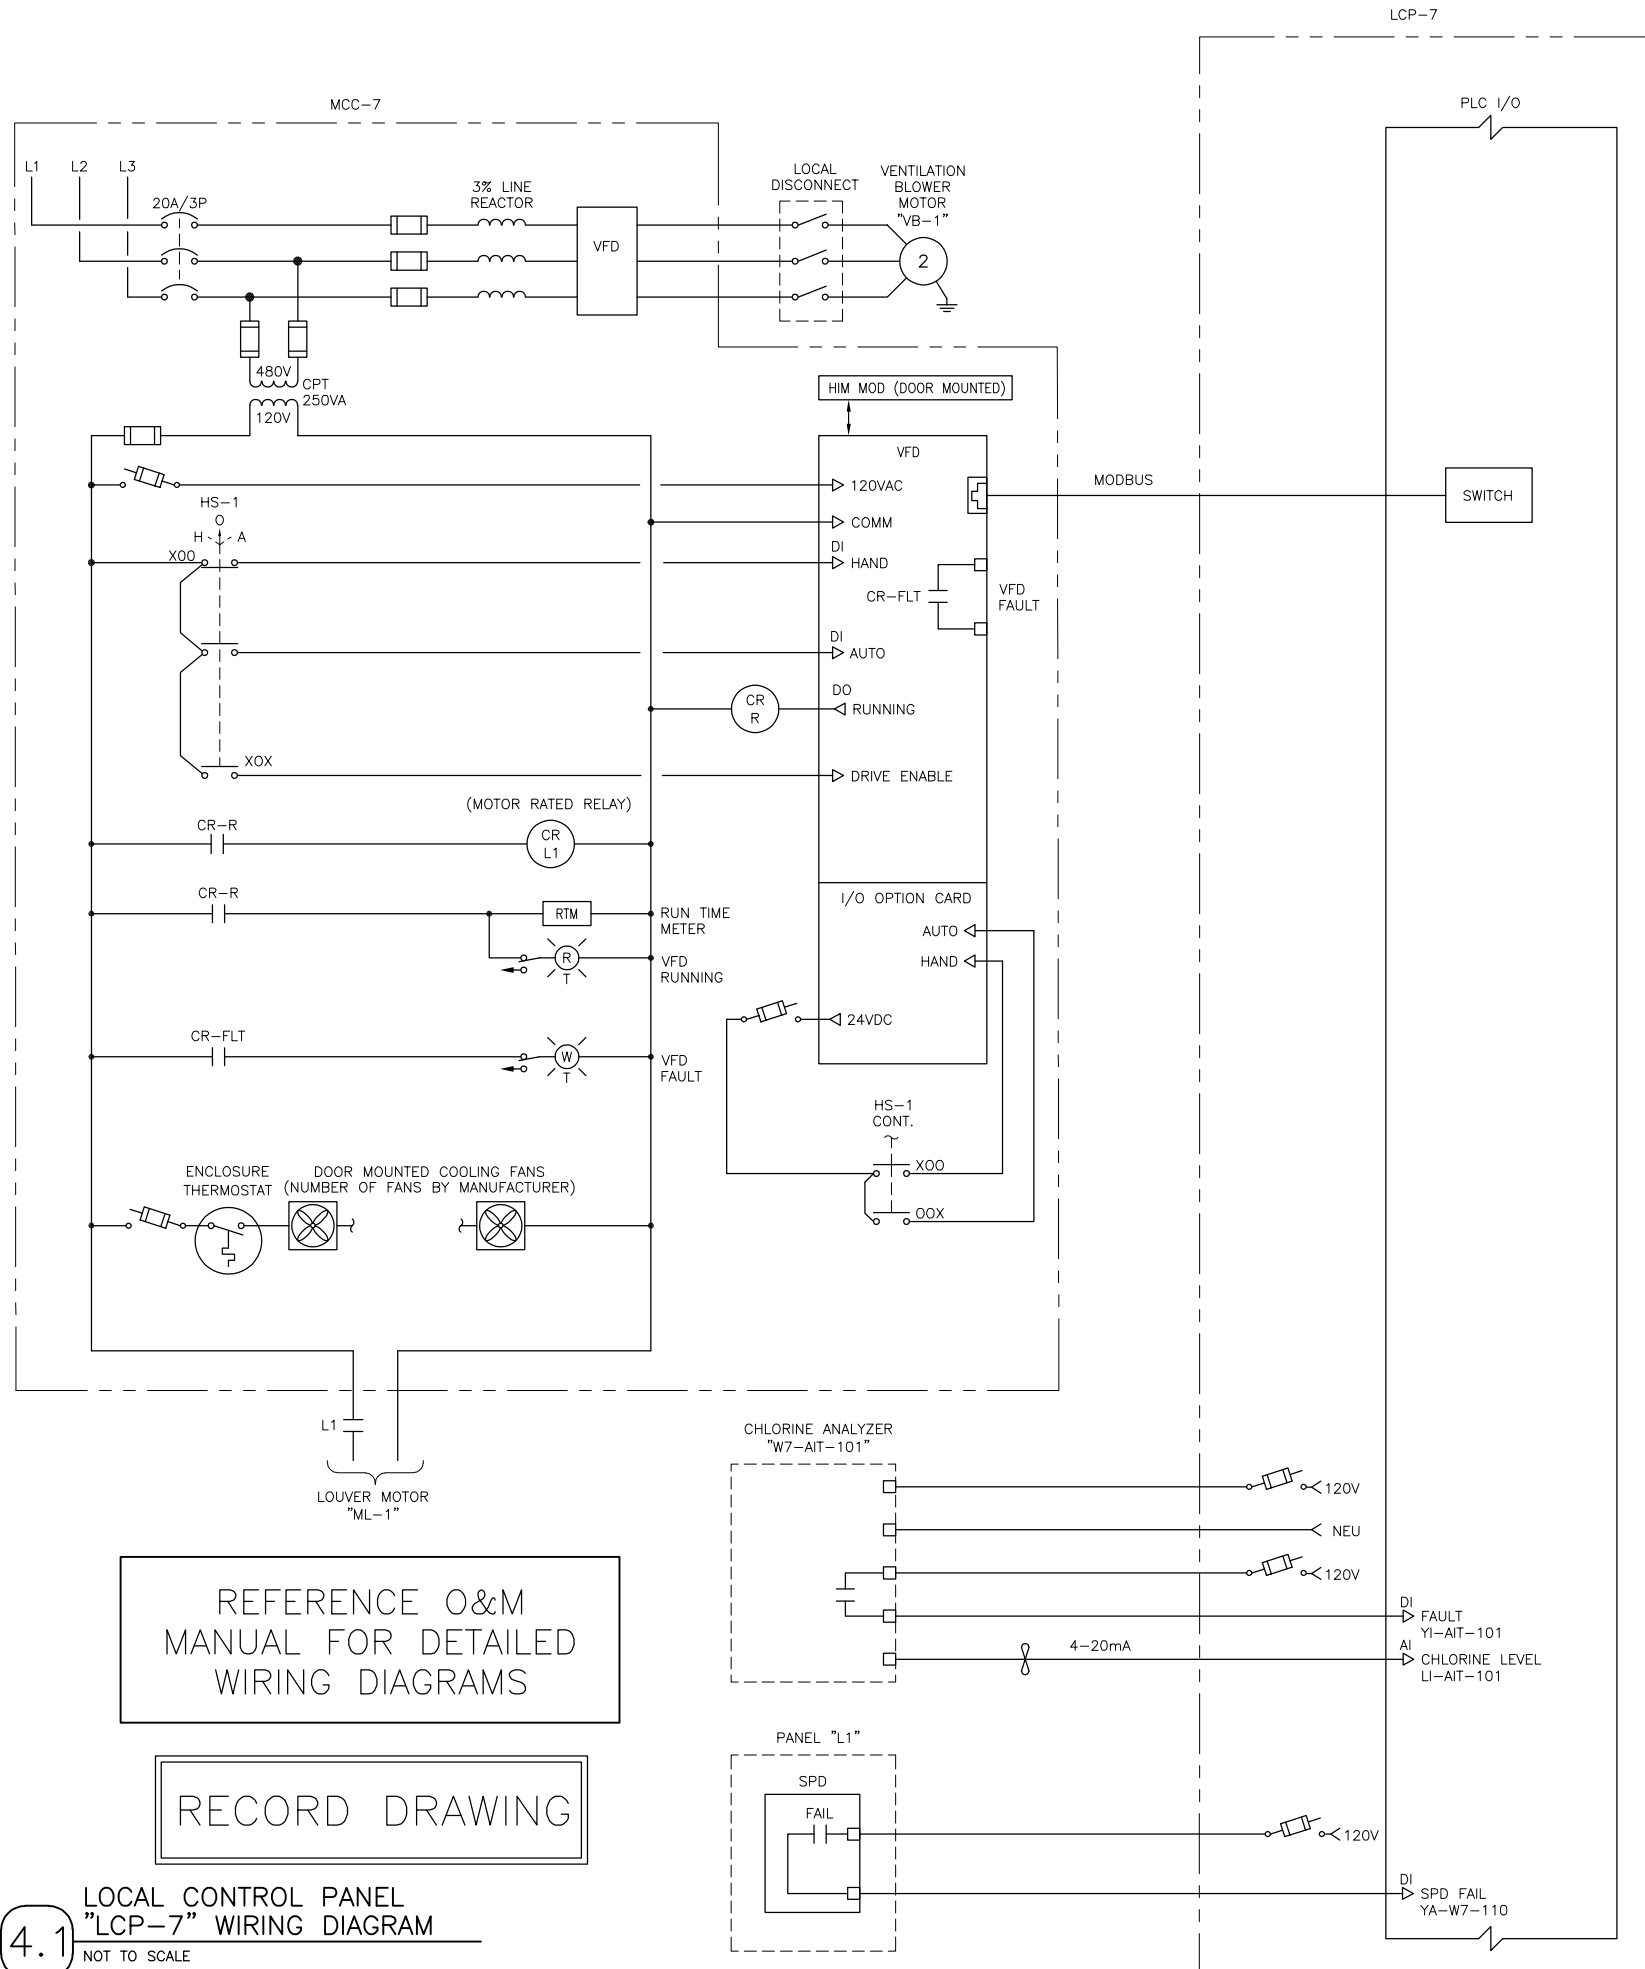 LCP-7
MCC-7
PLC I/O
L1
L2
L3
20A/3P
3% LINE
REACTOR
VFD
LOCAL
DISCONNECT
VENTILATION
BLOWER
MOTOR
"VB-1"
2
480V
CPT
250VA
120V
HIM MOD (DOOR MOUNTED)
VFD
120VAC
COMM
DI
HAND
CR-FLT
VFD
FAULT
DI
AUTO
DO
RUNNING
DRIVE ENABLE
MODBUS
SWITCH
HS-1
O
H
A
XOO
XOX
CR
R
(MOTOR RATED RELAY)
CR-R
CR
L1
CR-R
RTM
RUN TIME
METER
R
T
VFD
RUNNING
CR-FLT
W
T
VFD
FAULT
I/O OPTION CARD
AUTO
HAND
24VDC
HS-1
CONT.
XOO
OOX
ENCLOSURE
THERMOSTAT
DOOR MOUNTED COOLING FANS
(NUMBER OF FANS BY MANUFACTURER)
L1
LOUVER MOTOR
"ML-1"
CHLORINE ANALYZER
"W7-AIT-101"
120V
NEU
120V
DI
FAULT
YI-AIT-101
4-20mA
AI
CHLORINE LEVEL
LI-AIT-101
PANEL "L1"
SPD
FAIL
120V
DI
SPD FAIL
YA-W7-110
REFERENCE O&M
MANUAL FOR DETAILED
WIRING DIAGRAMS
RECORD DRAWING
4.1
LOCAL CONTROL PANEL
"LCP-7" WIRING DIAGRAM
NOT TO SCALE